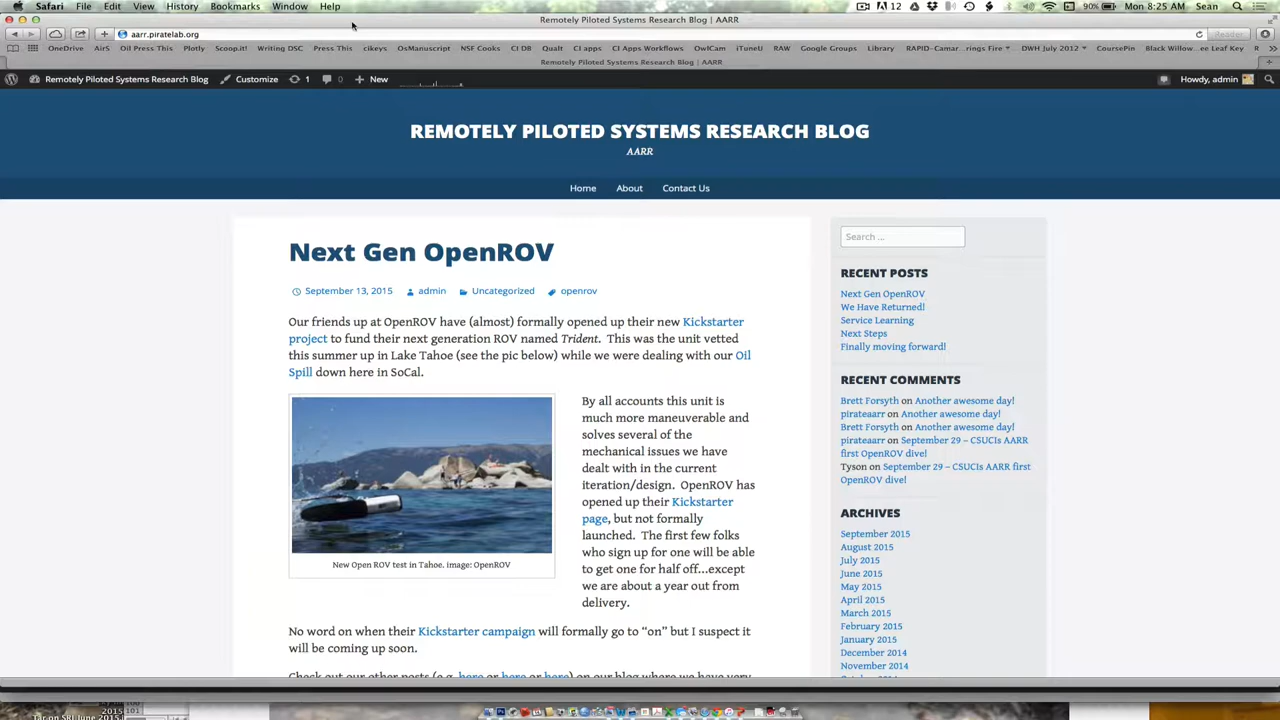 Safari File Edit View History Bookmarks Window Help 12 90% Mon 8:25 AM Sean
Remotely Piloted Systems Research Blog | AARR
aarr.piratelab.org Reader
OneDrive AirS Oil Press This Plotly Scoop.it! Writing DSC Press This cikeys OsManuscript NSF Cooks CI DB Qualt CI apps CI Apps Workflows OwlCam iTuneU RAW Google Groups Library RAPID-Camar...rings Fire DWH July 2012 CoursePin Black Willow...ee Leaf Key R
Remotely Piloted Systems Research Blog | AARR
Remotely Piloted Systems Research Blog Customize 1 0 New Howdy, admin
REMOTELY PILOTED SYSTEMS RESEARCH BLOG
AARR
Home About Contact Us
Next Gen OpenROV
September 13, 2015 admin Uncategorized openrov
Our friends up at OpenROV have (almost) formally opened up their new Kickstarter
project to fund their next generation ROV named Trident. This was the unit vetted
this summer up in Lake Tahoe (see the pic below) while we were dealing with our Oil
Spill down here in SoCal.
By all accounts this unit is
much more maneuverable and
solves several of the
mechanical issues we have
dealt with in the current
iteration/design. OpenROV has
opened up their Kickstarter
page, but not formally
launched. The first few folks
who sign up for one will be able
to get one for half off...except
we are about a year out from
delivery.
New Open ROV test in Tahoe. image: OpenROV
No word on when their Kickstarter campaign will formally go to “on” but I suspect it
will be coming up soon.
Check out our other posts (e.g. here or here or here) on our blog where we have very
Search ...
RECENT POSTS
Next Gen OpenROV
We Have Returned!
Service Learning
Next Steps
Finally moving forward!
RECENT COMMENTS
Brett Forsyth on Another awesome day!
pirateaarr on Another awesome day!
Brett Forsyth on Another awesome day!
pirateaarr on September 29 – CSUCIs AARR
first OpenROV dive!
Tyson on September 29 – CSUCIs AARR first
OpenROV dive!
ARCHIVES
September 2015
August 2015
July 2015
June 2015
May 2015
April 2015
March 2015
February 2015
January 2015
December 2014
November 2014